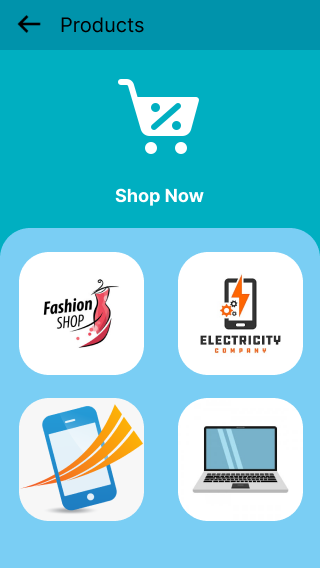 Products
Shop Now
Fashion
SHOP
ELECTRICITY
COMPANY